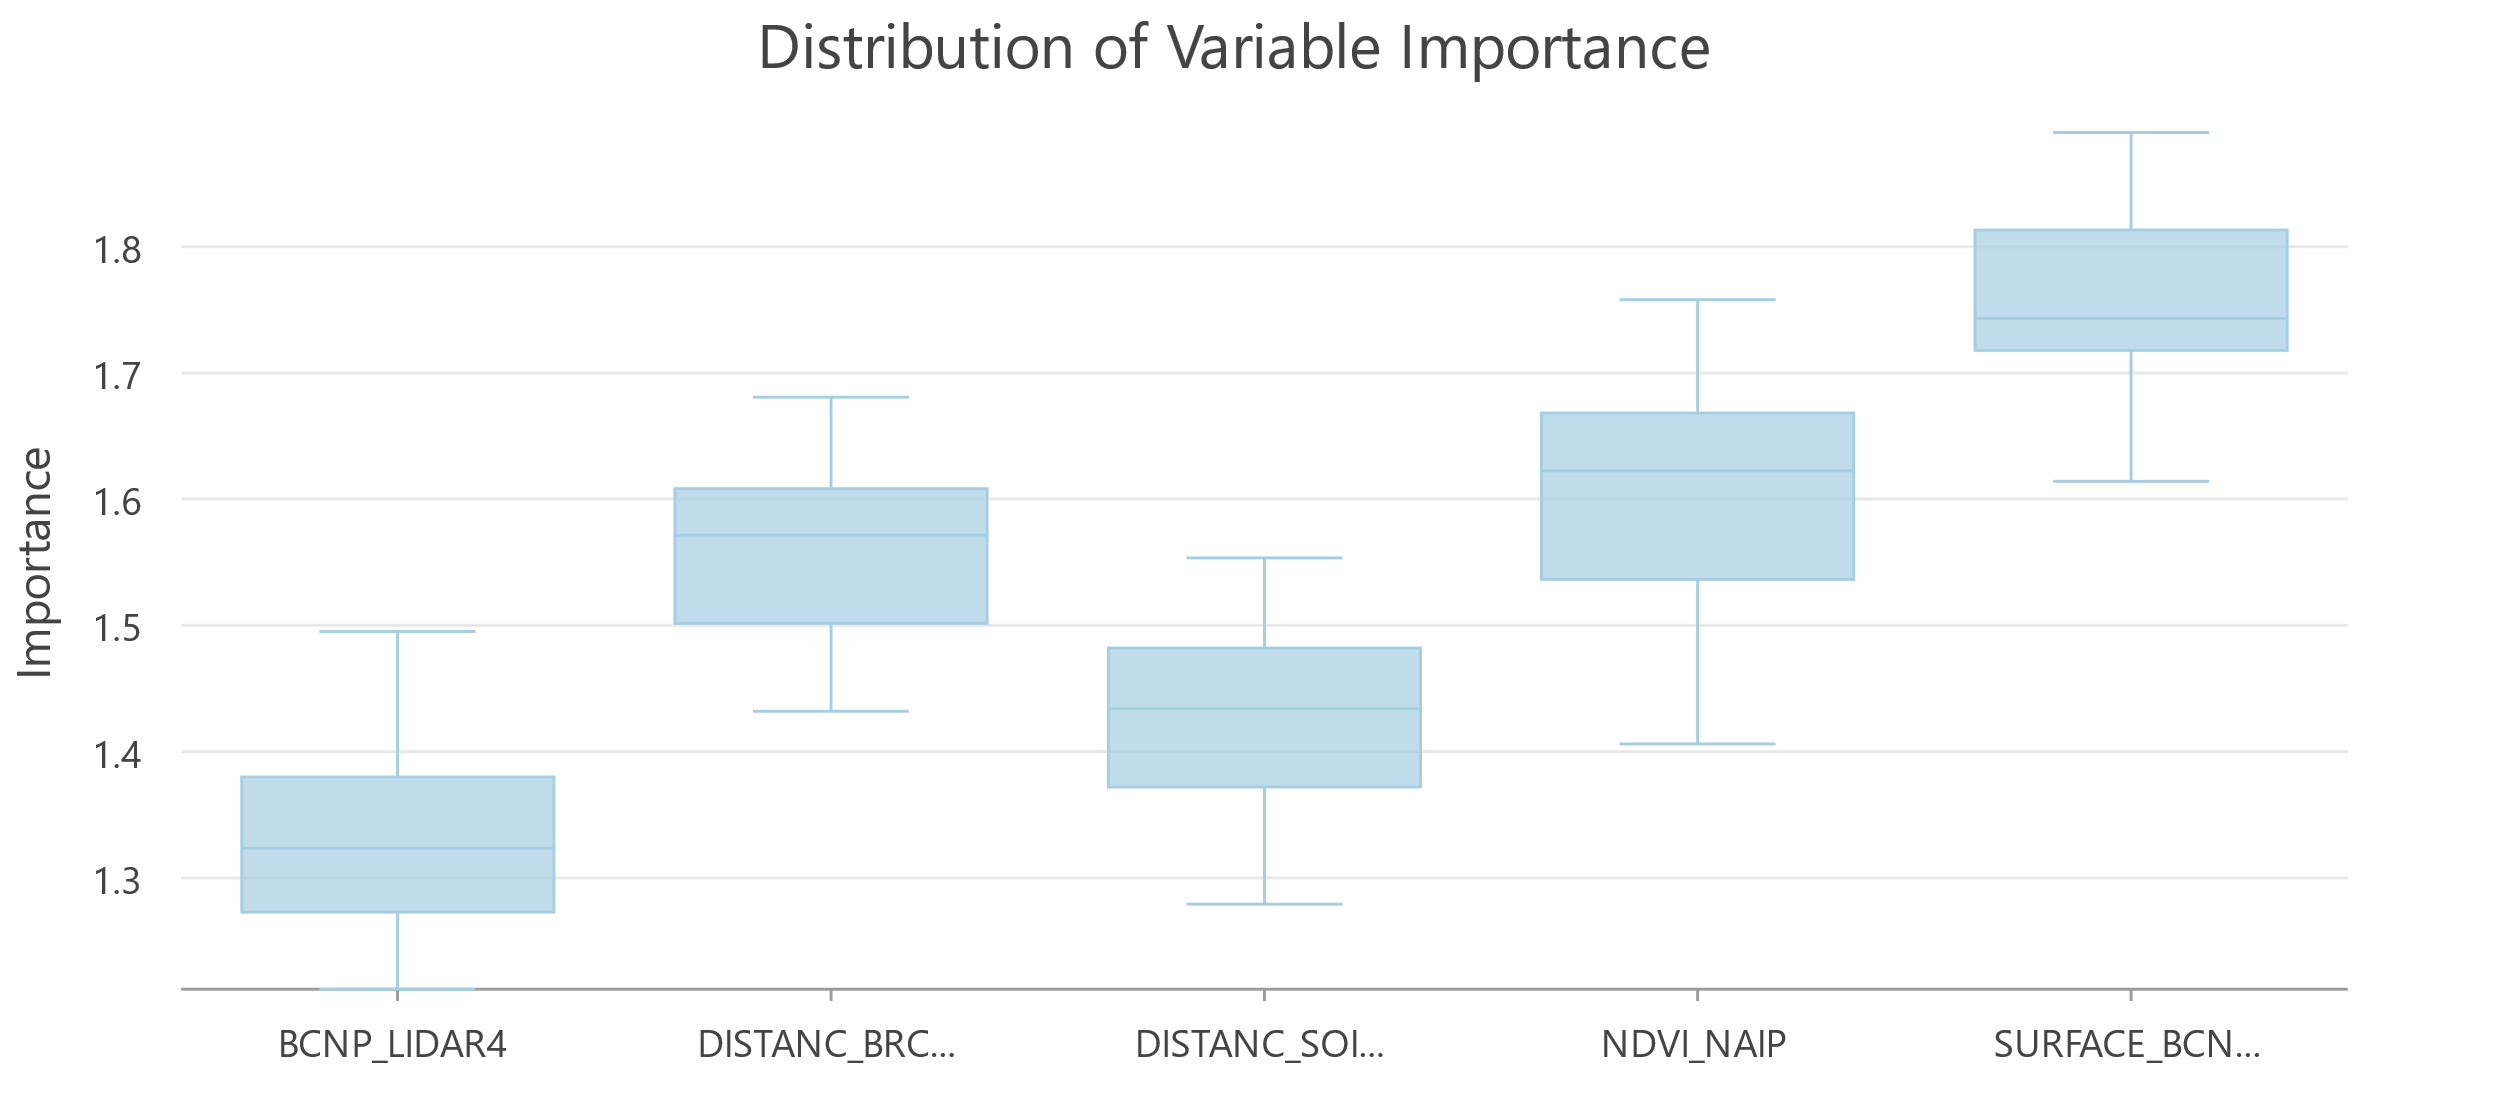 Distribution of Variable Importance
Importance
1.8
1.7
1.6
1.5
1.4
1.3
BCNP_LIDAR4
DISTANC_BRC...
DISTANC_SOI...
NDVI_NAIP
SURFACE_BCN...